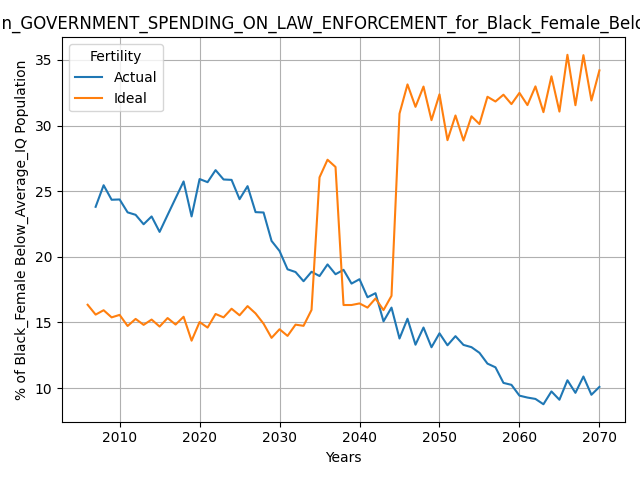 n_GOVERNMENT_SPENDING_ON_LAW_ENFORCEMENT_for_Black_Female_Belo
Fertility
Actual
Ideal
% of Black_Female Below_Average_IQ Population
35
30
25
20
15
10
2010
2020
2030
2040
2050
2060
2070
Years